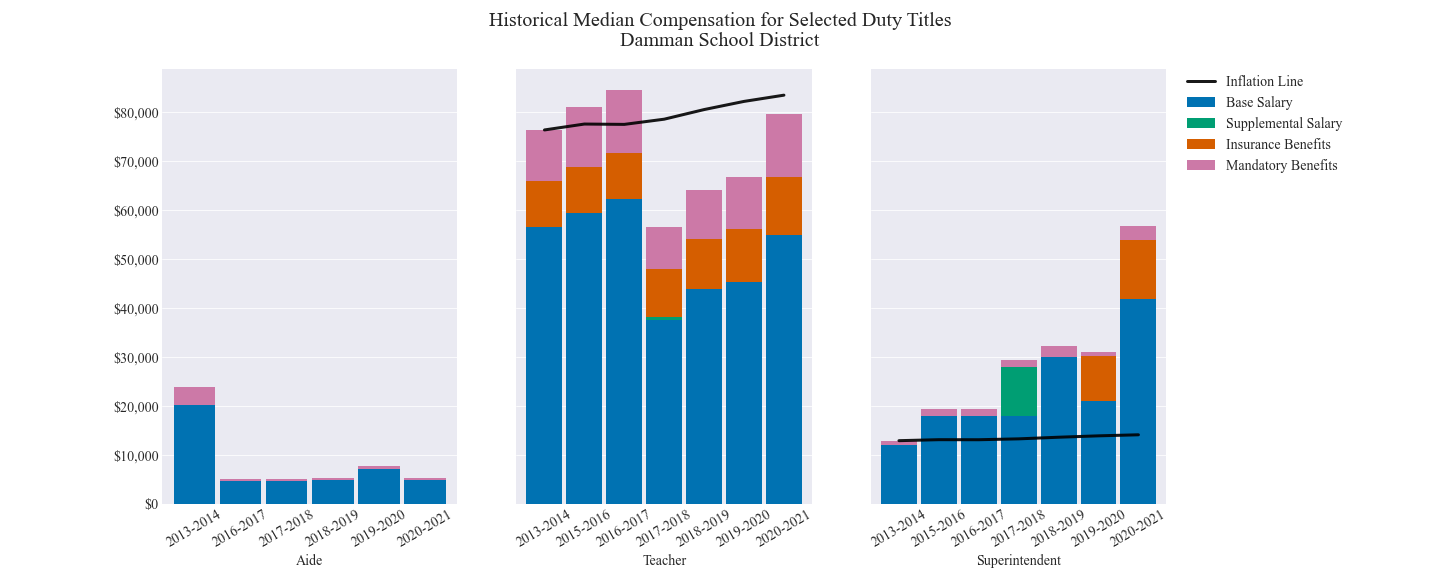 Historical Median Compensation for Selected Duty Titles
Damman School District
$80,000
$70,000
$60,000
$50,000
$40,000
$30,000
$20,000
$10,000
$0
2013-2014
2016-2017
2017-2018
2018-2019
2019-2020
2020-2021
Aide
2013-2014
2015-2016
2016-2017
2017-2018
2018-2019
2019-2020
2020-2021
Teacher
2013-2014
2015-2016
2016-2017
2017-2018
2018-2019
2019-2020
2020-2021
Superintendent
Inflation Line
Base Salary
Supplemental Salary
Insurance Benefits
Mandatory Benefits